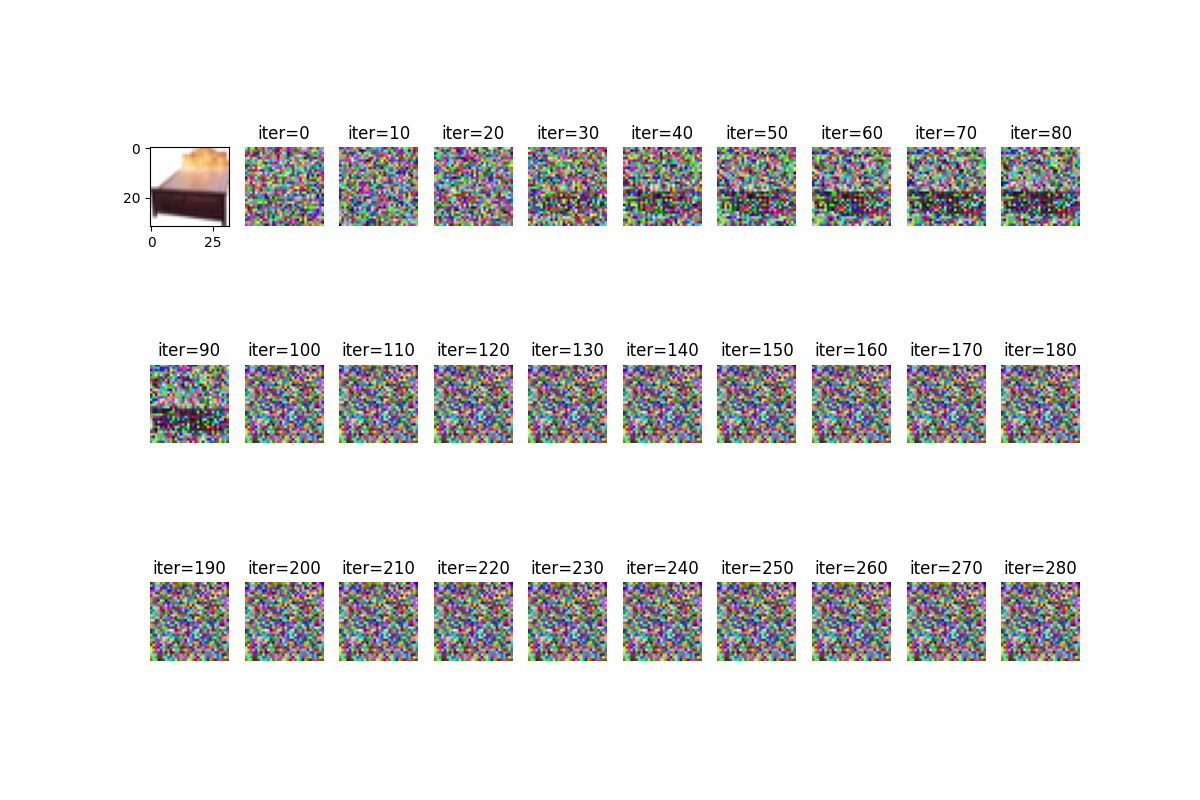 iter=0 iter=10 iter=20 iter=30 iter=40 iter=50 iter=60 iter=70 iter=80
0
20
0 25
iter=90 iter=100 iter=110 iter=120 iter=130 iter=140 iter=150 iter=160 iter=170 iter=180
iter=190 iter=200 iter=210 iter=220 iter=230 iter=240 iter=250 iter=260 iter=270 iter=280